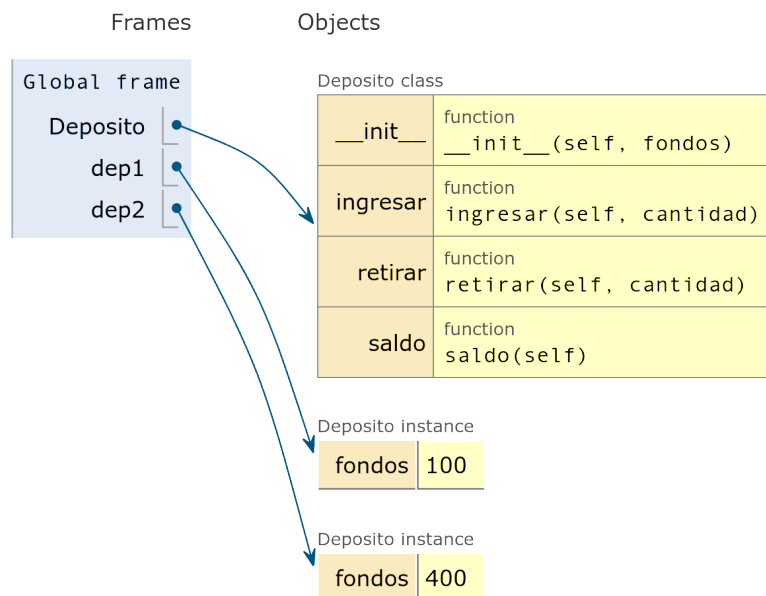 Frames
Objects
Global frame
Deposito
dep1
dep2
Deposito class
__init__
function
__init__(self, fondos)
ingresar
function
ingresar(self, cantidad)
retirar
function
retirar(self, cantidad)
saldo
function
saldo(self)
Deposito instance
fondos 100
Deposito instance
fondos 400